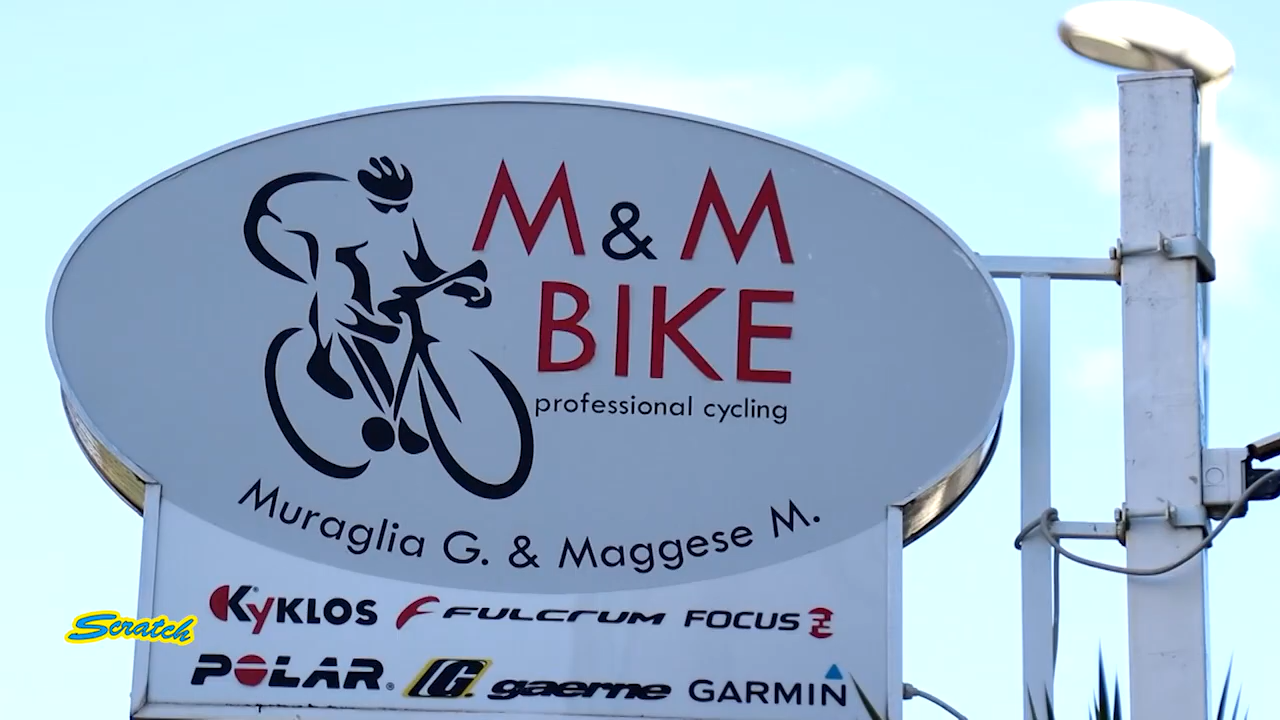 M & M
BIKE
professional cycling
Muraglia G. & Maggese M.
KyKLOS FULCRUM FOCUS
Scratch
POLAR G gaerne GARMIN